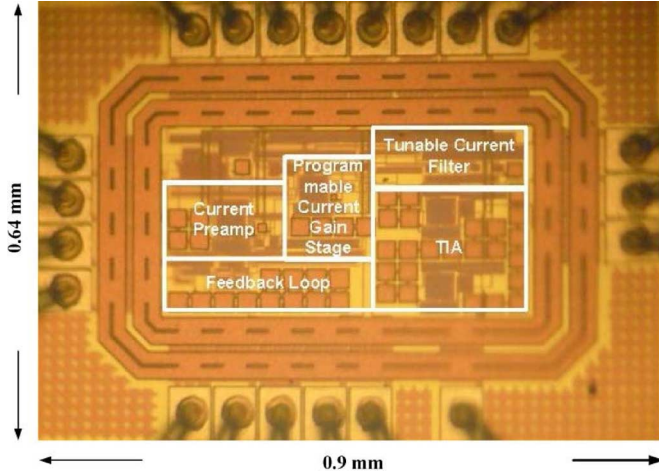 Tunable Current
Filter
Program
mable
Current
Gain
Stage
Current
Preamp
TIA
Feedback Loop
0.64 mm
0.9 mm